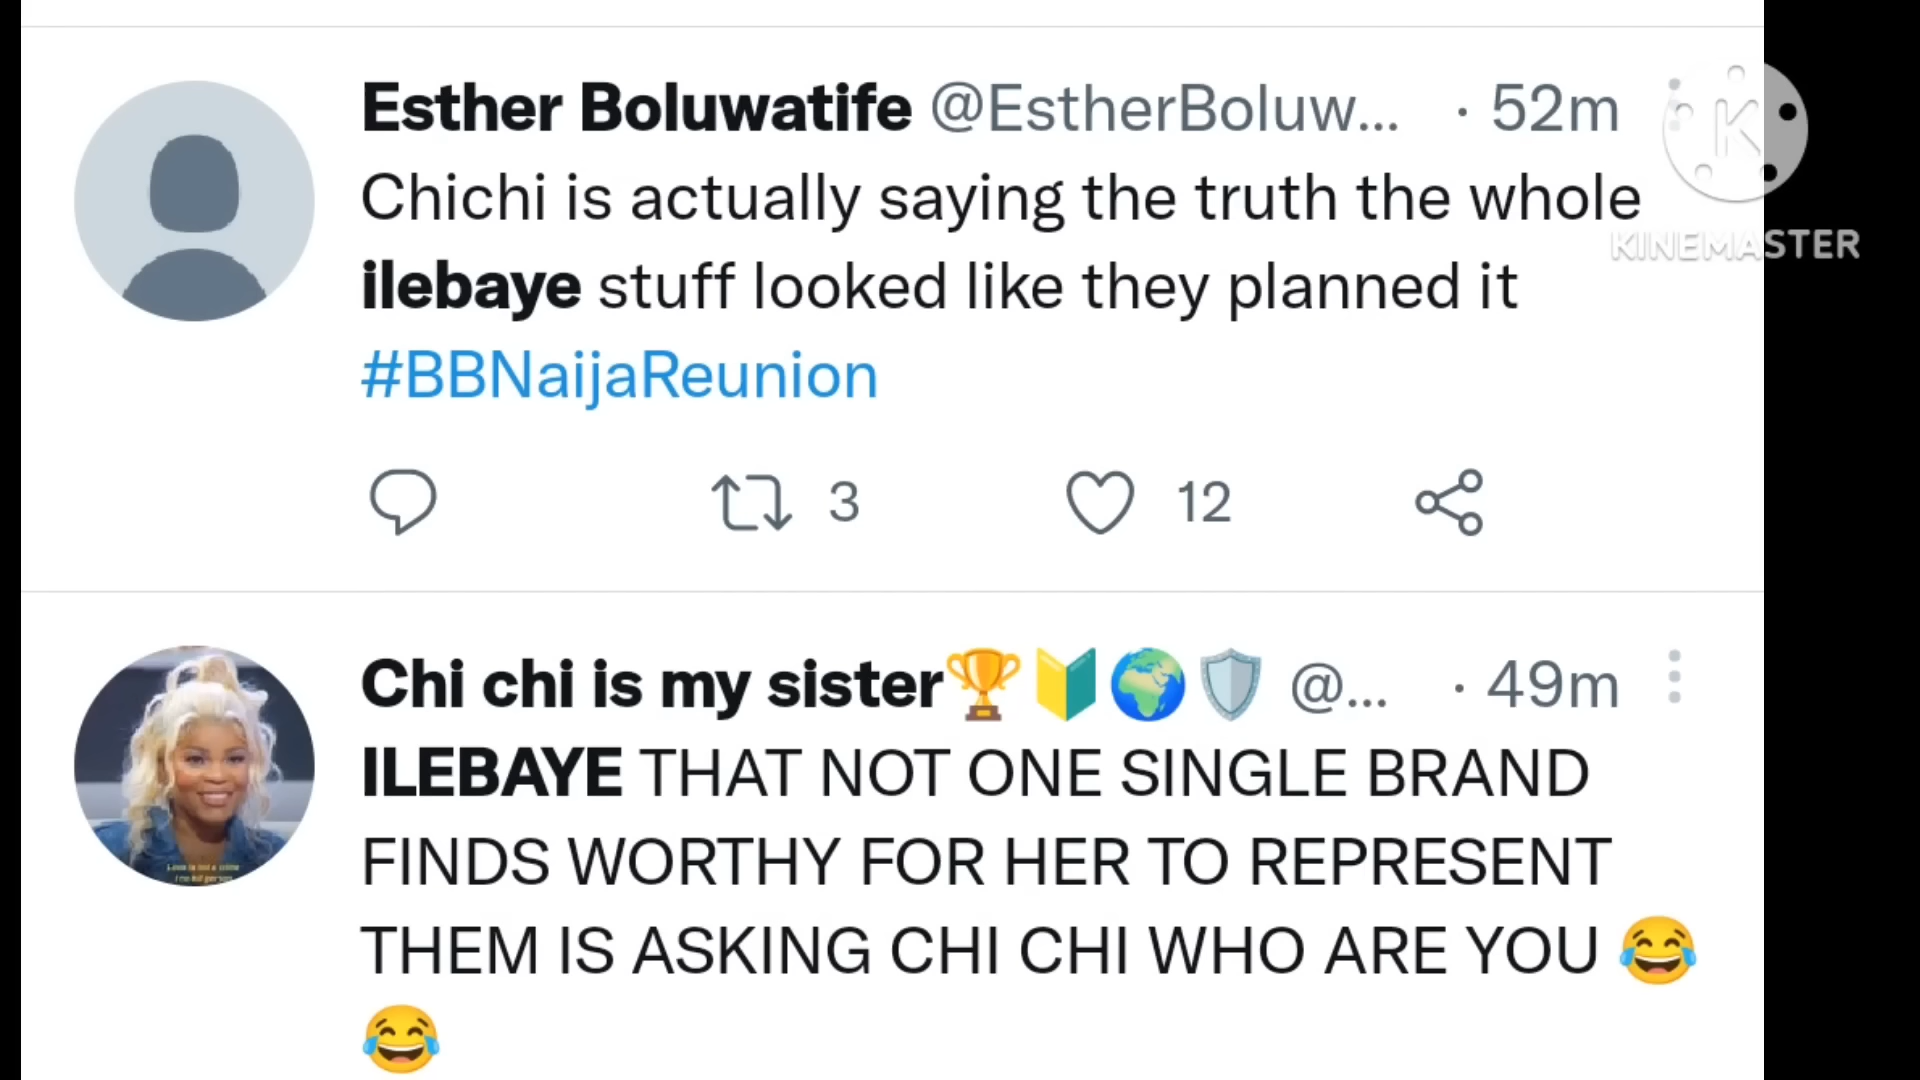 Esther Boluwatife @EstherBoluw... · 52m
Chichi is actually saying the truth the whole
ilebaye stuff looked like they planned it
#BBNaijaReunion
3 12
K
KINEMASTER
Chi chi is my sister🏆🔰🌍🛡️ @... · 49m
ILEBAYE THAT NOT ONE SINGLE BRAND
FINDS WORTHY FOR HER TO REPRESENT
THEM IS ASKING CHI CHI WHO ARE YOU 😂
😂